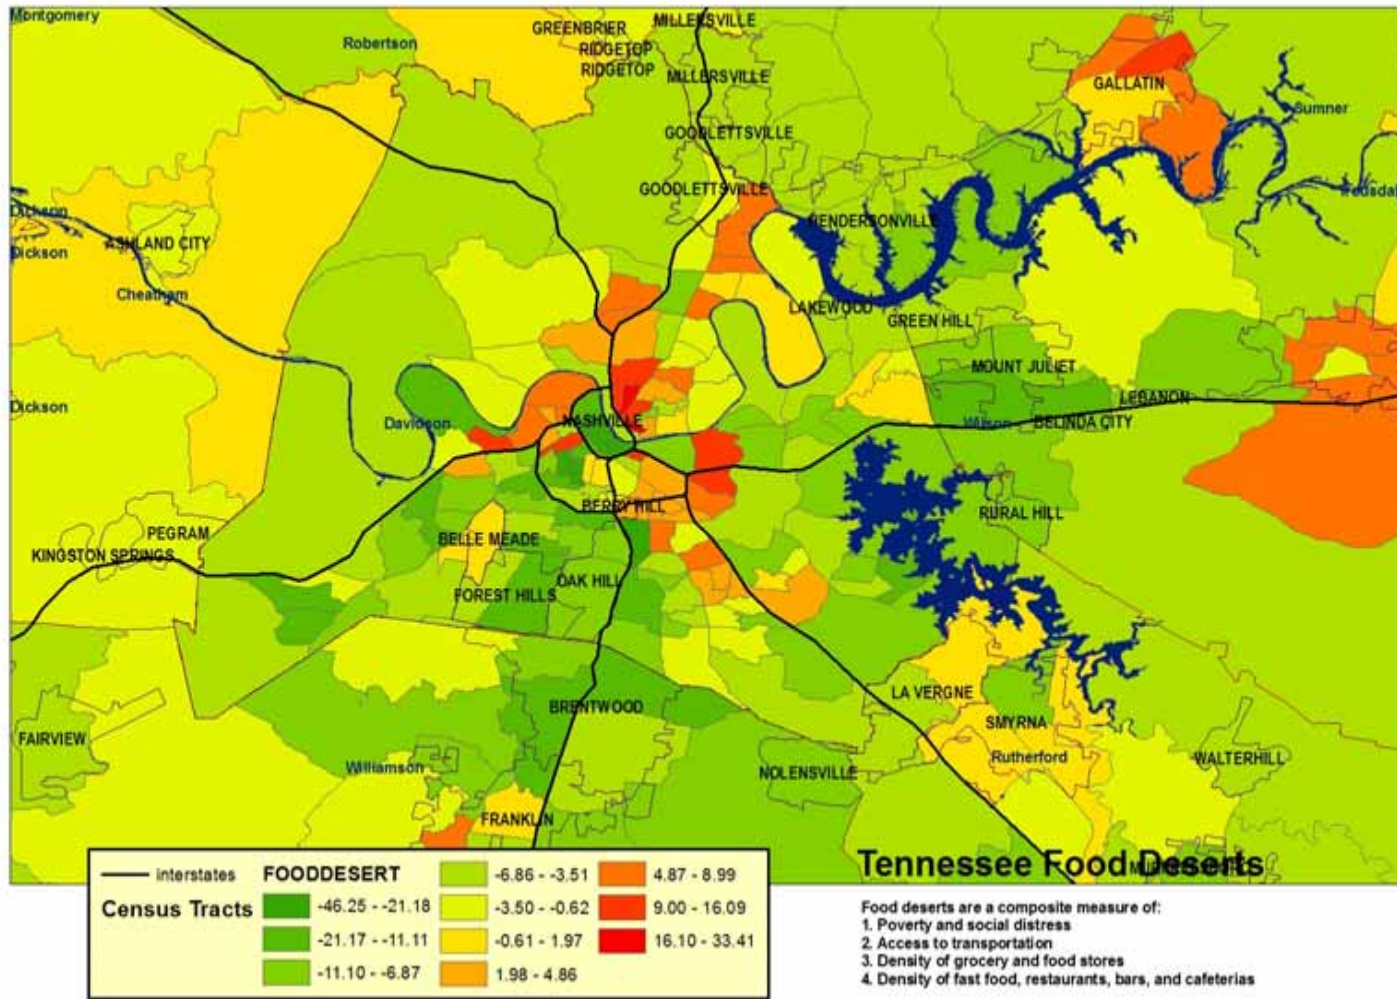 Montgomery
MILLERSVILLE
GREENBRIER
Robertson
RIDGETOP
RIDGETOP
MILLERSVILLE
GALLATIN
Sumner
GOODLETTSVILLE
GOODLETTSVILLE
Dickson
HENDERSONVILLE
ASHLAND CITY
Dickson
Cheatham
LAKEWOOD
GREEN HILL
MOUNT JULIET
LEBANON
Dickson
Davidson
NASHVILLE
Wilson
BELINDA CITY
BERRY HILL
RURAL HILL
PEGRAM
BELLE MEADE
KINGSTON SPRINGS
OAK HILL
FOREST HILLS
LA VERGNE
BRENTWOOD
SMYRNA
FAIRVIEW
Rutherford
WALTERHILL
Williamson
NOLENSVILLE
FRANKLIN
Tennessee Food Deserts
interstates
FOODDESERT
Census Tracts
-46.25 - -21.18
-21.17 - -11.11
-11.10 - -6.87
-6.86 - -3.51
-3.50 - -0.62
-0.61 - 1.97
1.98 - 4.86
4.87 - 8.99
9.00 - 16.09
16.10 - 33.41
Food deserts are a composite measure of:
1. Poverty and social distress
2. Access to transportation
3. Density of grocery and food stores
4. Density of fast food, restaurants, bars, and cafeterias